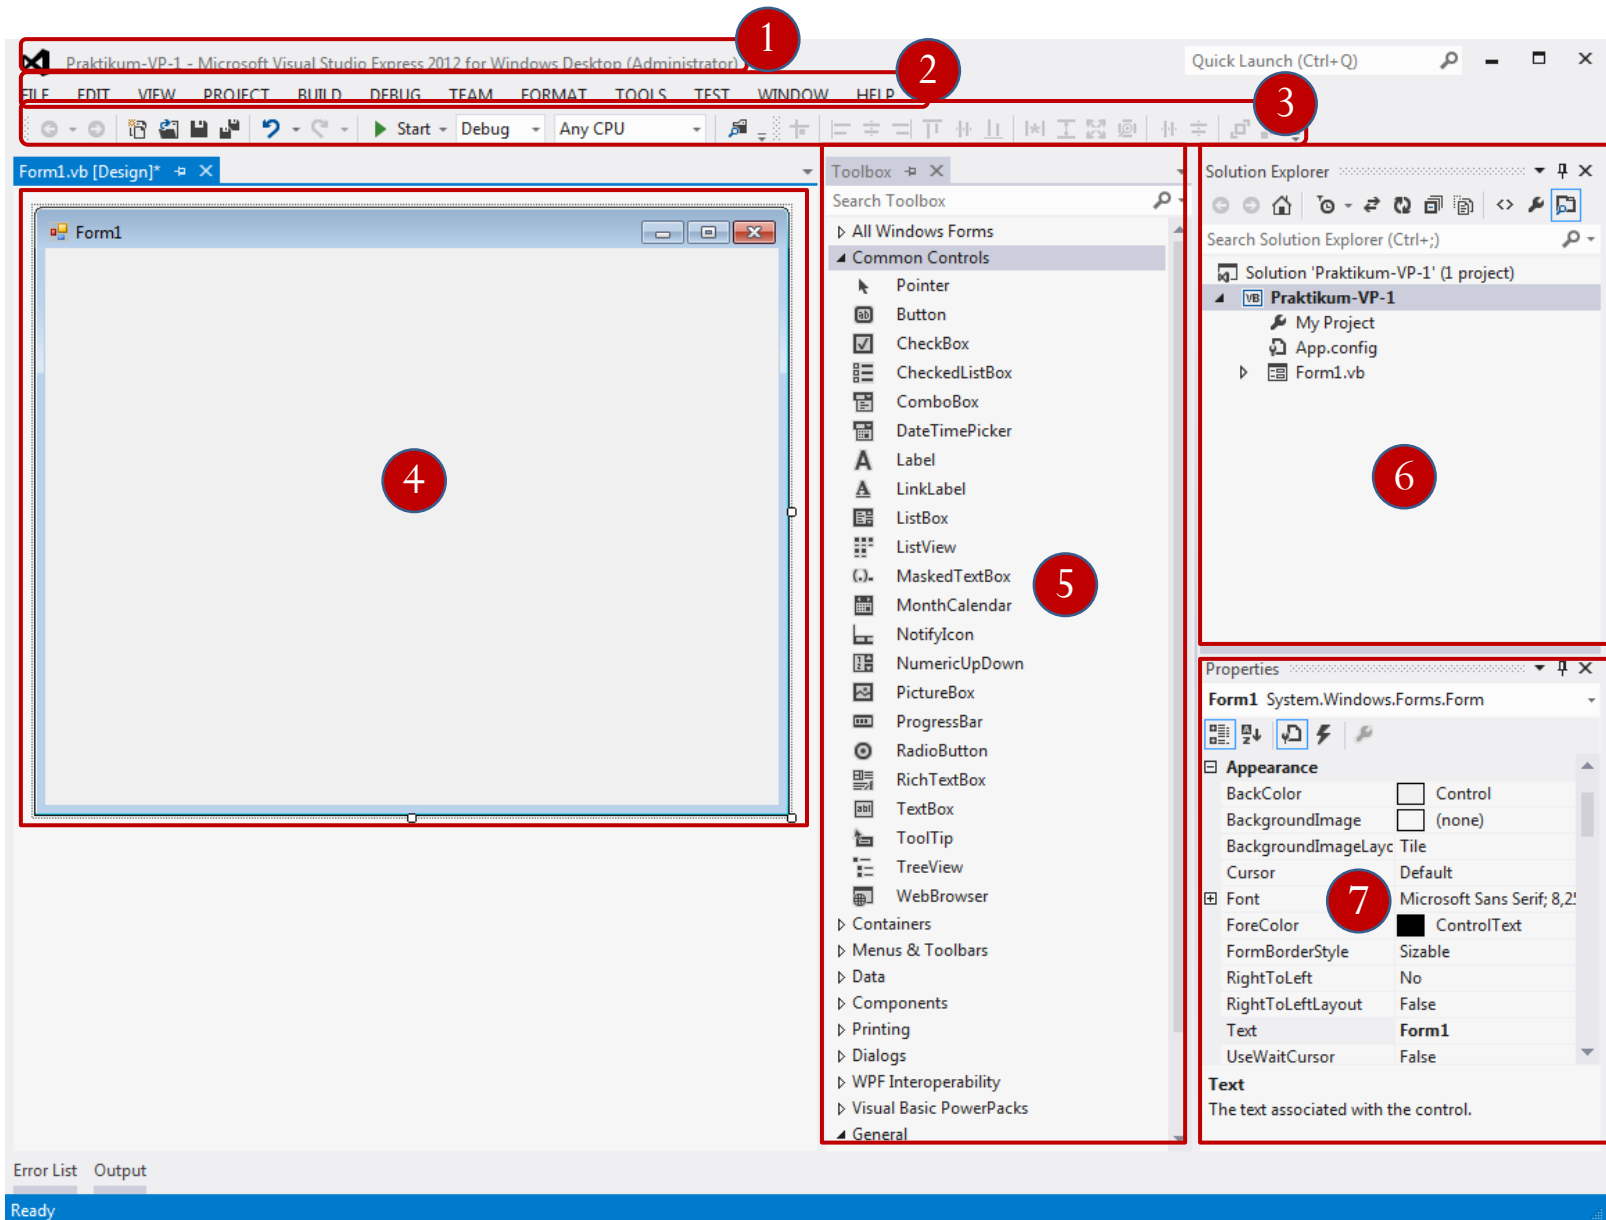 1
Praktikum-VP-1 - Microsoft Visual Studio Express 2012 for Windows Desktop (Administrator)
Quick Launch (Ctrl+Q)
2
FILE EDIT VIEW PROJECT BUILD DEBUG TEAM FORMAT TOOLS TEST WINDOW HELP
3
Start Debug Any CPU
Form1.vb [Design]*
Form1
4
Toolbox
Search Toolbox
All Windows Forms
Common Controls
Pointer
Button
CheckBox
CheckedListBox
ComboBox
DateTimePicker
Label
LinkLabel
ListBox
ListView
MaskedTextBox
5
MonthCalendar
NotifyIcon
NumericUpDown
PictureBox
ProgressBar
RadioButton
RichTextBox
TextBox
ToolTip
TreeView
WebBrowser
Containers
Menus & Toolbars
Data
Components
Printing
Dialogs
WPF Interoperability
Visual Basic PowerPacks
General
Solution Explorer
Search Solution Explorer (Ctrl+;)
Solution 'Praktikum-VP-1' (1 project)
VB Praktikum-VP-1
My Project
App.config
Form1.vb
6
Properties
Form1 System.Windows.Forms.Form
Appearance
BackColor Control
BackgroundImage (none)
BackgroundImageLayc Tile
Cursor Default
Font Microsoft Sans Serif; 8,2
7
ForeColor ControlText
FormBorderStyle Sizable
RightToLeft No
RightToLeftLayout False
Text Form1
UseWaitCursor False
Text
The text associated with the control.
Error List Output
Ready